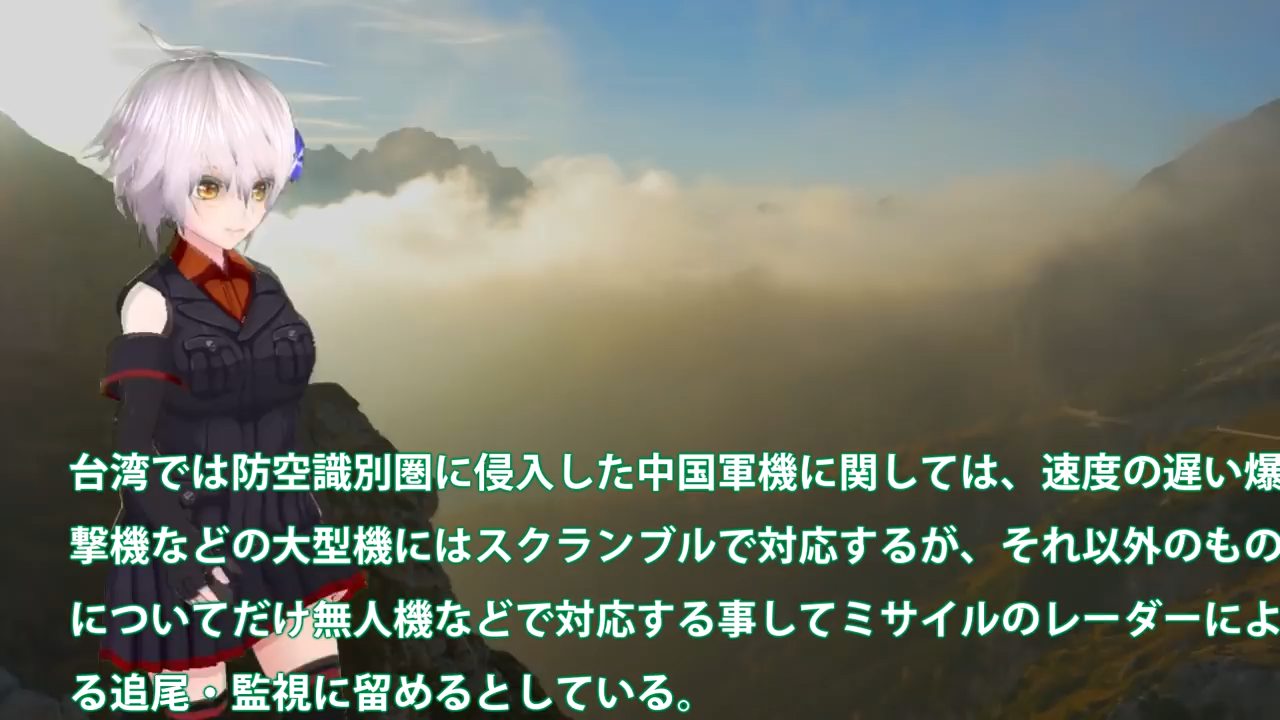 台湾では防空識別圏に侵入した中国軍機に関しては、速度の遅い爆
撃機などの大型機にはスクランブルで対応するが、それ以外のもの
についてだけ無人機などで対応する事してミサイルのレーダーによ
る追尾・監視に留めるとしている。